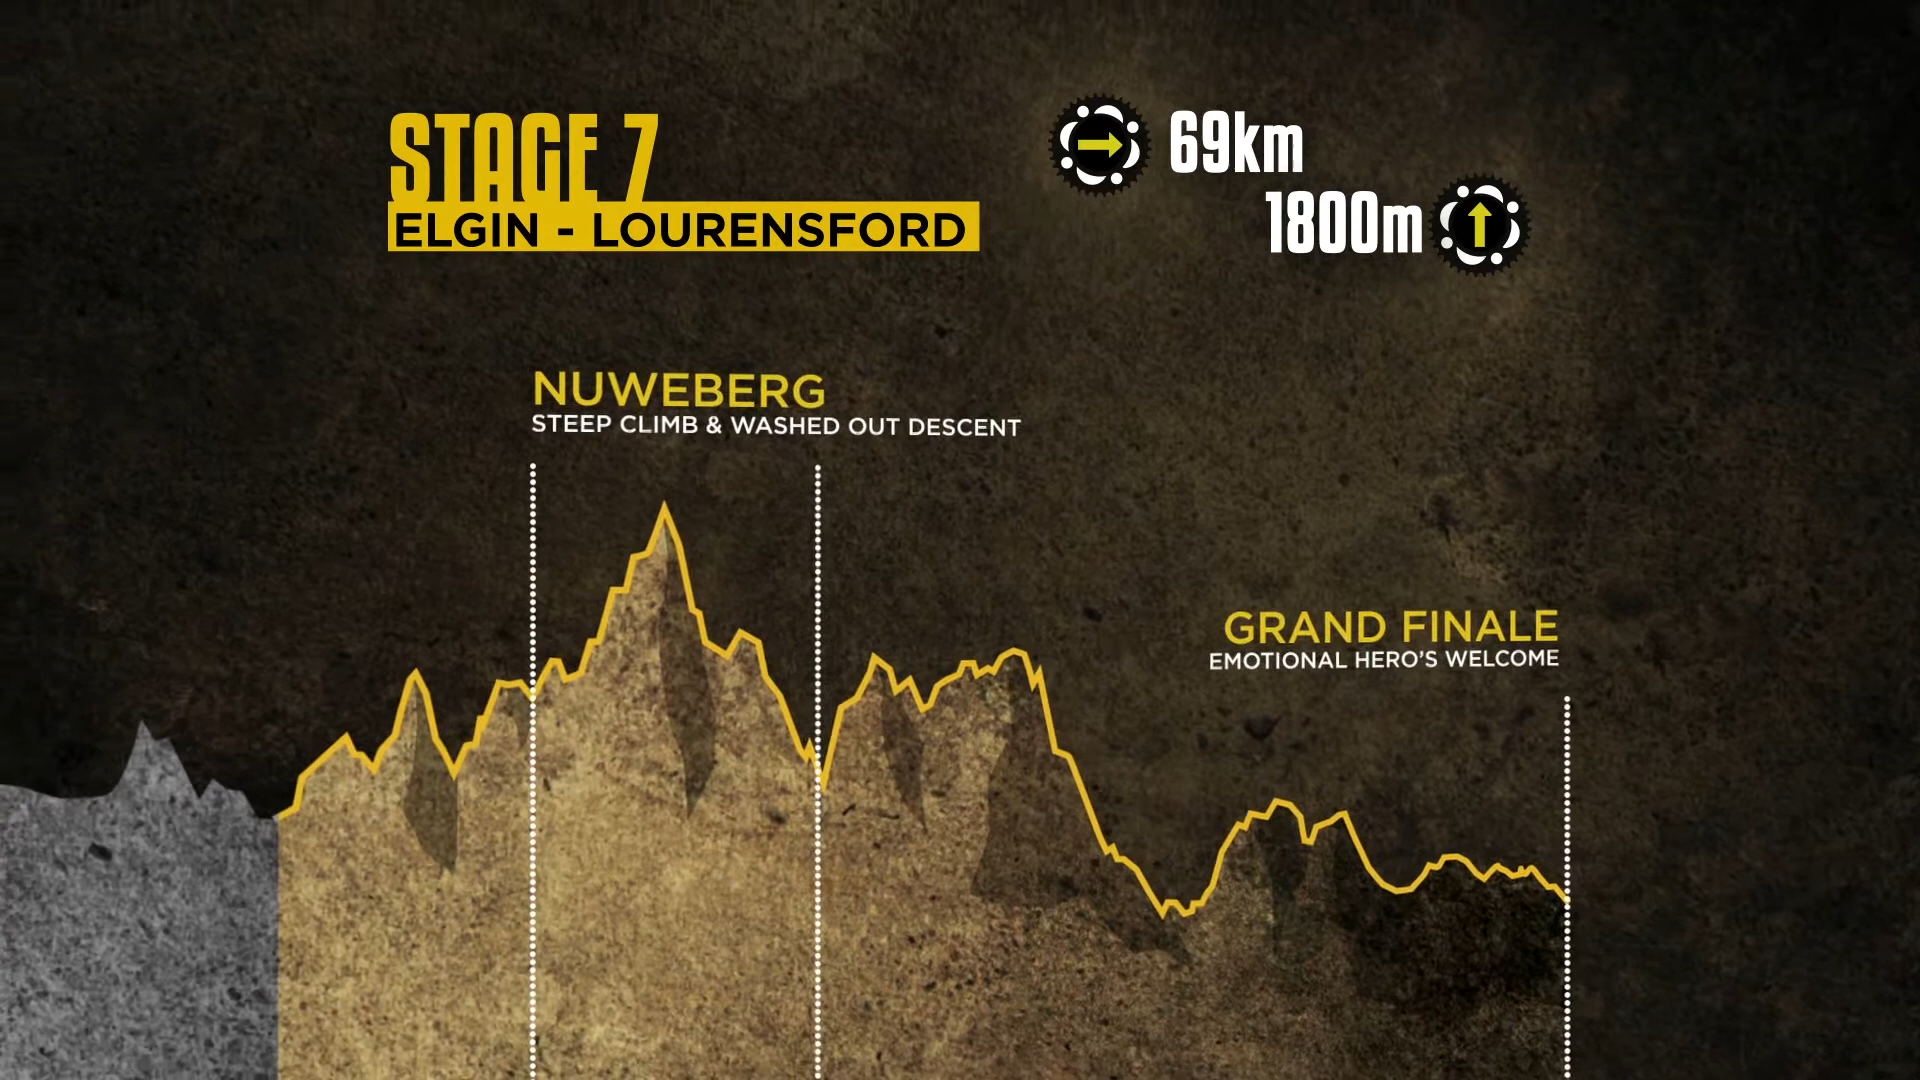 STAGE 7
ELGIN - LOURENSFORD
69km
1800m
NUWEBERG
STEEP CLIMB & WASHED OUT DESCENT
GRAND FINALE
EMOTIONAL HERO'S WELCOME